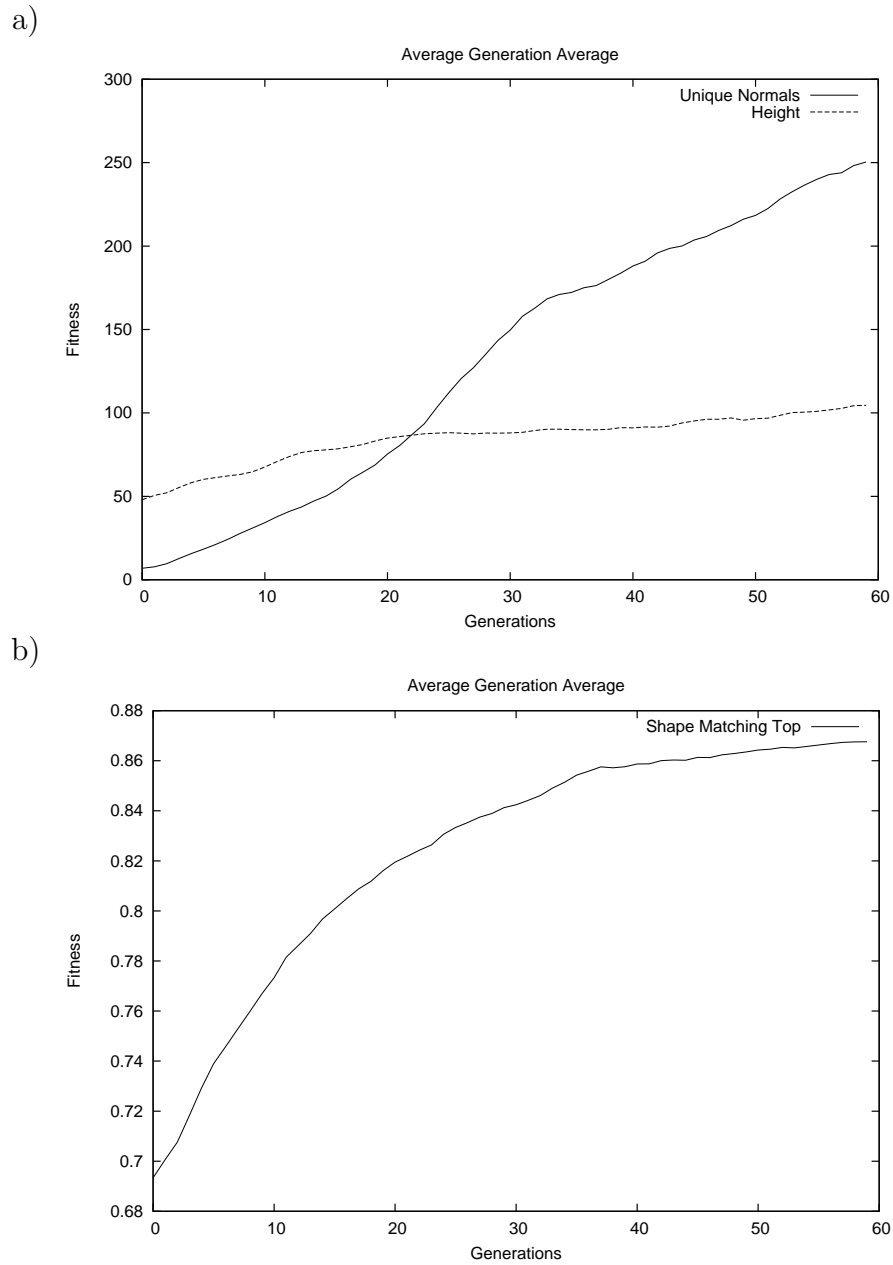 a)
Average Generation Average
300
250
200
150
100
50
0
0 10 20 30 40 50 60
Fitness
Generations
Unique Normals
Height
b)
Average Generation Average
0.88
0.86
0.84
0.82
0.8
0.78
0.76
0.74
0.72
0.7
0.68
0 10 20 30 40 50 60
Fitness
Generations
Shape Matching Top